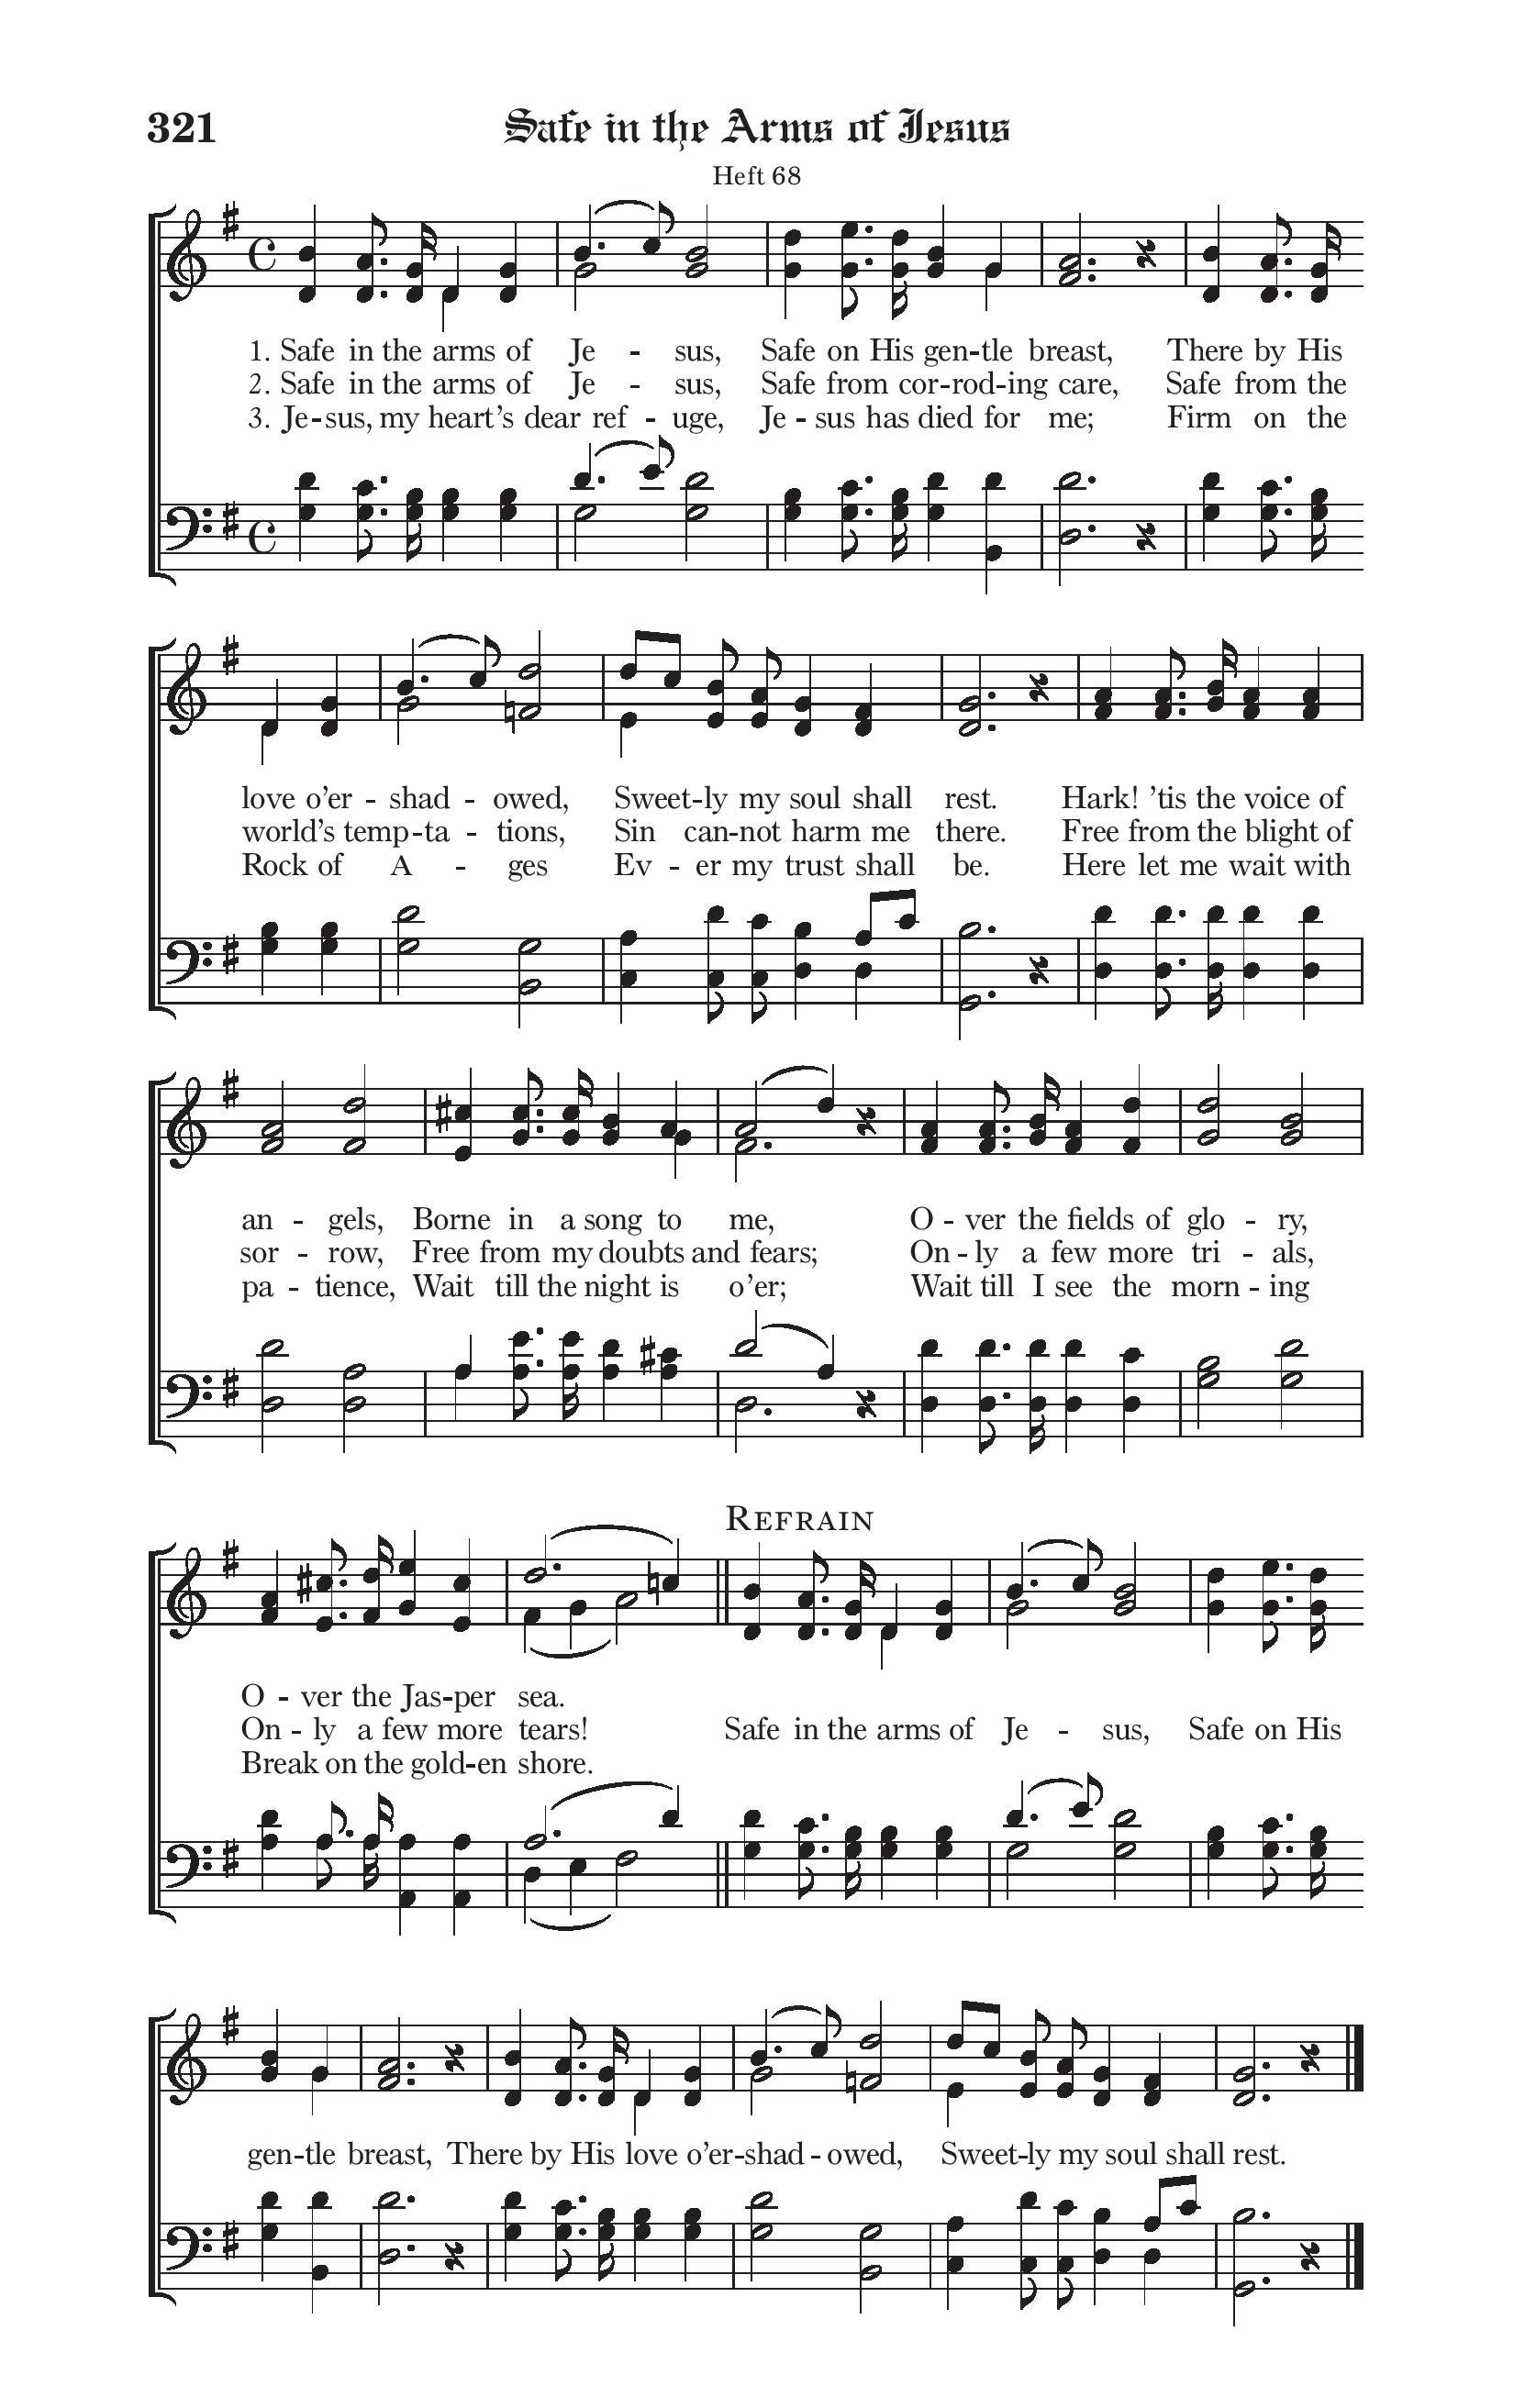 321 Safe in the Arms of Jesus
Heft 68
1. Safe in the arms of Je - sus, Safe on His gen-tle breast, There by His
2. Safe in the arms of Je - sus, Safe from cor-rod-ing care, Safe from the
3. Je-sus, my heart’s dear ref - uge, Je - sus has died for me; Firm on the
love o’er - shad - owed, Sweet-ly my soul shall rest. Hark! ’tis the voice of
world’s temp-ta - tions, Sin can-not harm me there. Free from the blight of
Rock of A - ges Ev - er my trust shall be. Here let me wait with
an - gels, Borne in a song to me, O - ver the fields of glo - ry,
sor - row, Free from my doubts and fears; On - ly a few more tri - als,
pa - tience, Wait till the night is o’er; Wait till I see the morn - ing
REFRAIN
O - ver the Jas-per sea.
On - ly a few more tears! Safe in the arms of Je - sus, Safe on His
Break on the gold-en shore.
gen-tle breast, There by His love o’er-shad - owed, Sweet-ly my soul shall rest.